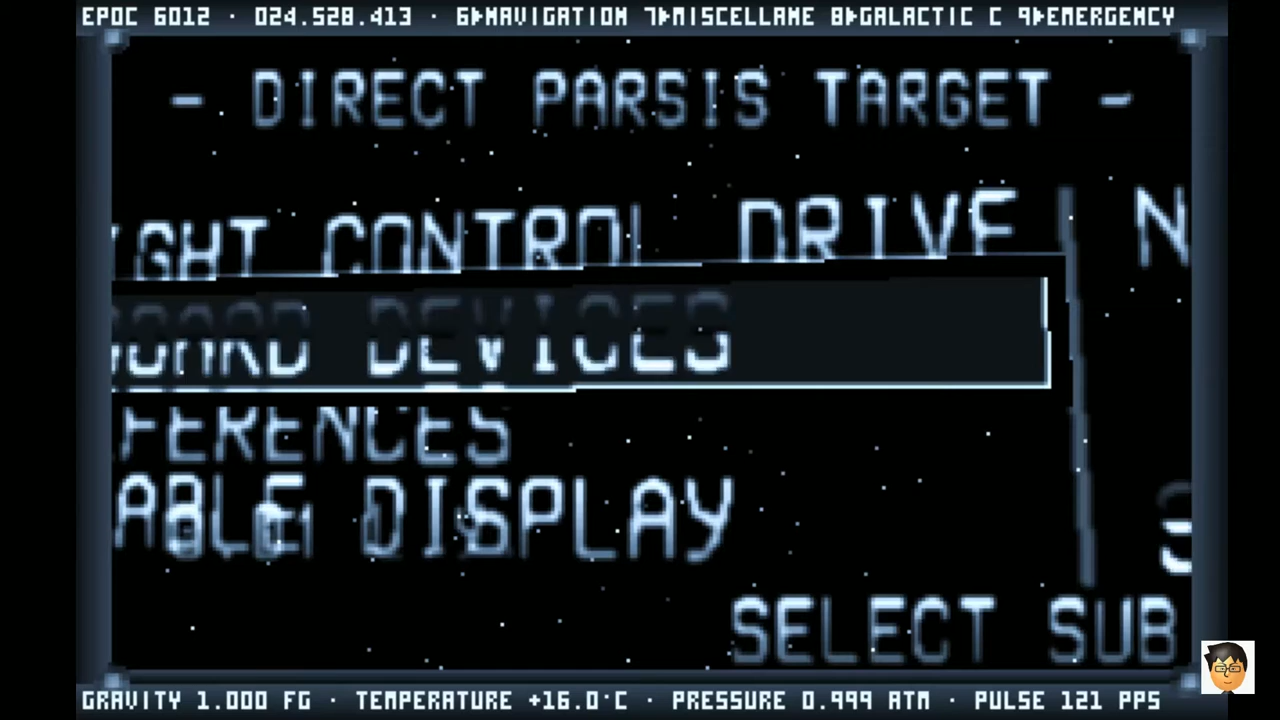 EPOC 6012 · 024.528.413 · 6▸NAVIGATION 7▸MISCELLAME 8▸GALACTIC C 9▸EMERGENCY
- DIRECT PARSIS TARGET -
IGHT CONTROL DRIVE N
BOARD DEVICES
FERENCES
ABLE DISPLAY
SELECT SUB
GRAVITY 1.000 FG · TEMPERATURE +16.0°C · PRESSURE 0.999 ATM · PULSE 121 PPS